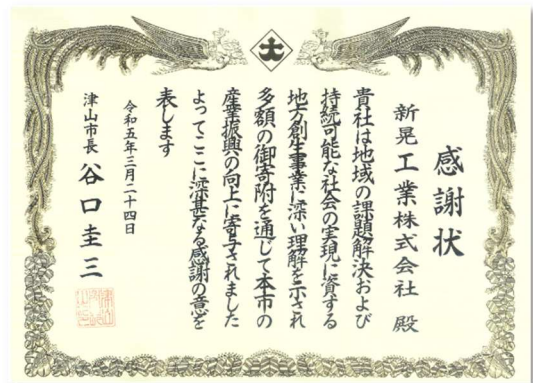 感謝状
新晃工業株式会社 殿
貴社は地域の課題解決および
持続可能な社会の実現に資する
地方創生事業に深い理解を示され
多額の御寄附を通じて本市の
産業振興の向上に寄与されました
よってここに深甚なる感謝の意を
表します
令和五年三月二十四日
津山市長 谷口圭三